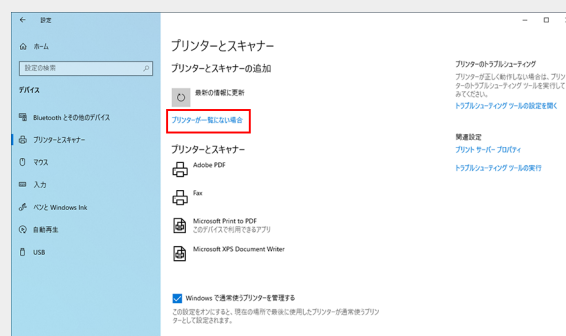 設定
ホーム
設定の検索
デバイス
Bluetooth とその他のデバイス
プリンターとスキャナー
マウス
入力
ペンと Windows Ink
自動再生
USB
プリンターとスキャナー
プリンターとスキャナーの追加
最新の情報に更新
プリンターが一覧にない場合
プリンターとスキャナー
Adobe PDF
Fax
Microsoft Print to PDF
このデバイスで利用できるアプリ
Microsoft XPS Document Writer
Windows で通常使うプリンターを管理する
この設定をオンにすると、現在の場所で最後に使用したプリンターが通常使うプリン
ターとして設定されます。
プリンターのトラブルシューティング
プリンターが正しく動作しない場合は、プリン
ターのトラブルシューティング ツールを実行して
みてください。
トラブルシューティング ツールの設定を開く
関連設定
プリント サーバー プロパティ
トラブルシューティング ツールの実行